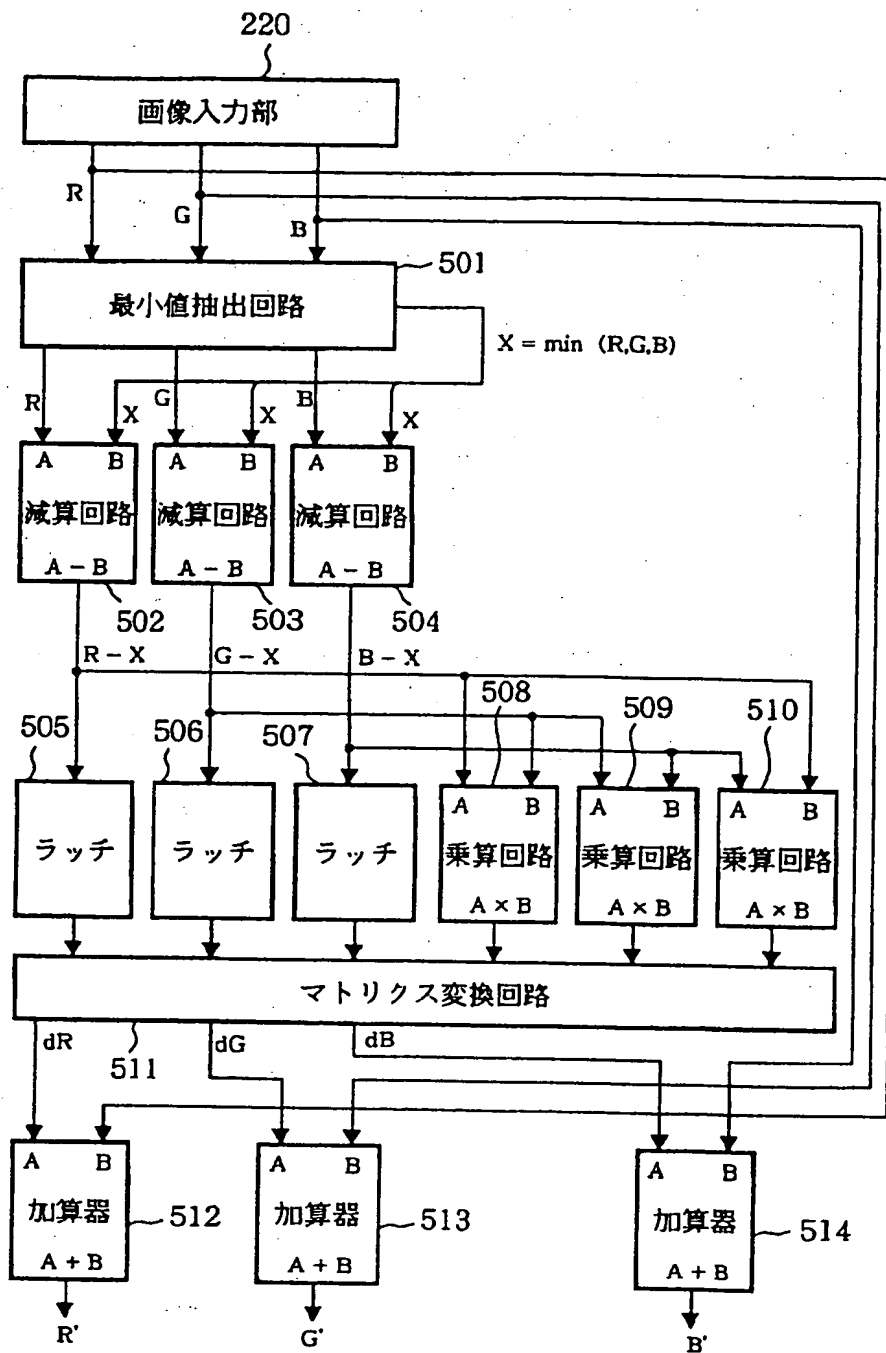 220
画像入力部
R
G
B
501
最小値抽出回路
X = min (R,G,B)
R
X
G
X
B
X
A B
減算回路
A − B
502
A B
減算回路
A − B
503
A B
減算回路
A − B
504
R − X
G − X
B − X
505
ラッチ
506
ラッチ
507
ラッチ
508
A B
乗算回路
A × B
509
A B
乗算回路
A × B
510
A B
乗算回路
A × B
マトリクス変換回路
511
dR
dG
dB
A B
加算器
A + B
512
R'
A B
加算器
A + B
513
G'
A B
加算器
A + B
514
B'